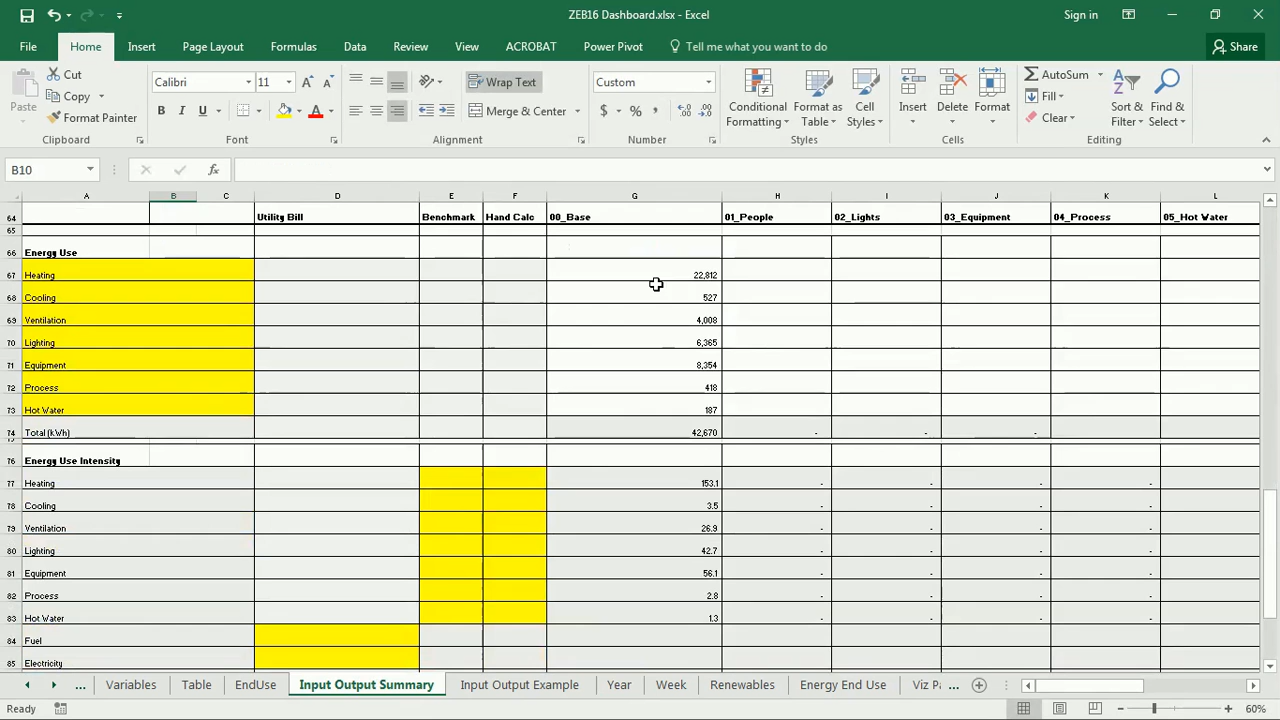 ZEB16 Dashboard.xlsx - Excel
Sign in
File Home Insert Page Layout Formulas Data Review View ACROBAT Power Pivot Tell me what you want to do Share
Paste Cut Copy Format Painter
Calibri 11
B I U A
Wrap Text
Merge & Center
Custom
$ % ,
Conditional Formatting Format as Table Cell Styles
Insert Delete Format
AutoSum Fill Clear
Sort & Filter Find & Select
Clipboard Font Alignment Number Styles Cells Editing
B10 fx
A B C D E F G H I J K L
64 Utility Bill Benchmark Hand Calc 00_Base 01_People 02_Lights 03_Equipment 04_Process 05_Hot Water
65
66 Energy Use
67 Heating 22,812
68 Cooling 527
69 Ventilation 4,008
70 Lighting 6,365
71 Equipment 8,354
72 Process 418
73 Hot Water 187
74 Total (kWh) 42,670 - - -
76 Energy Use Intensity
77 Heating 153.1 - - - -
78 Cooling 3.5 - - - -
79 Ventilation 26.9 - - - -
80 Lighting 42.7 - - - -
81 Equipment 56.1 - - - -
82 Process 2.8 - - - -
83 Hot Water 1.3 - - - -
84 Fuel
85 Electricity
... Variables Table EndUse Input Output Summary Input Output Example Year Week Renewables Energy End Use Viz Pa ...
Ready 60%